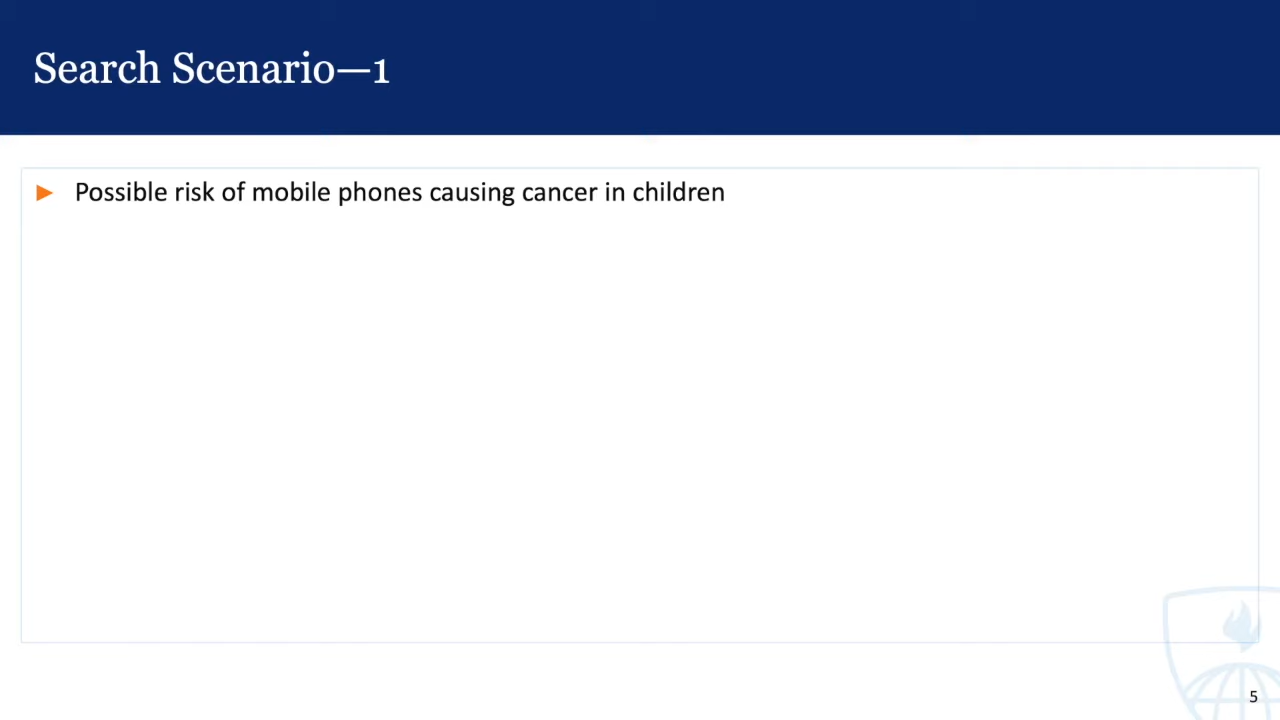 Search Scenario—1
► Possible risk of mobile phones causing cancer in children
5